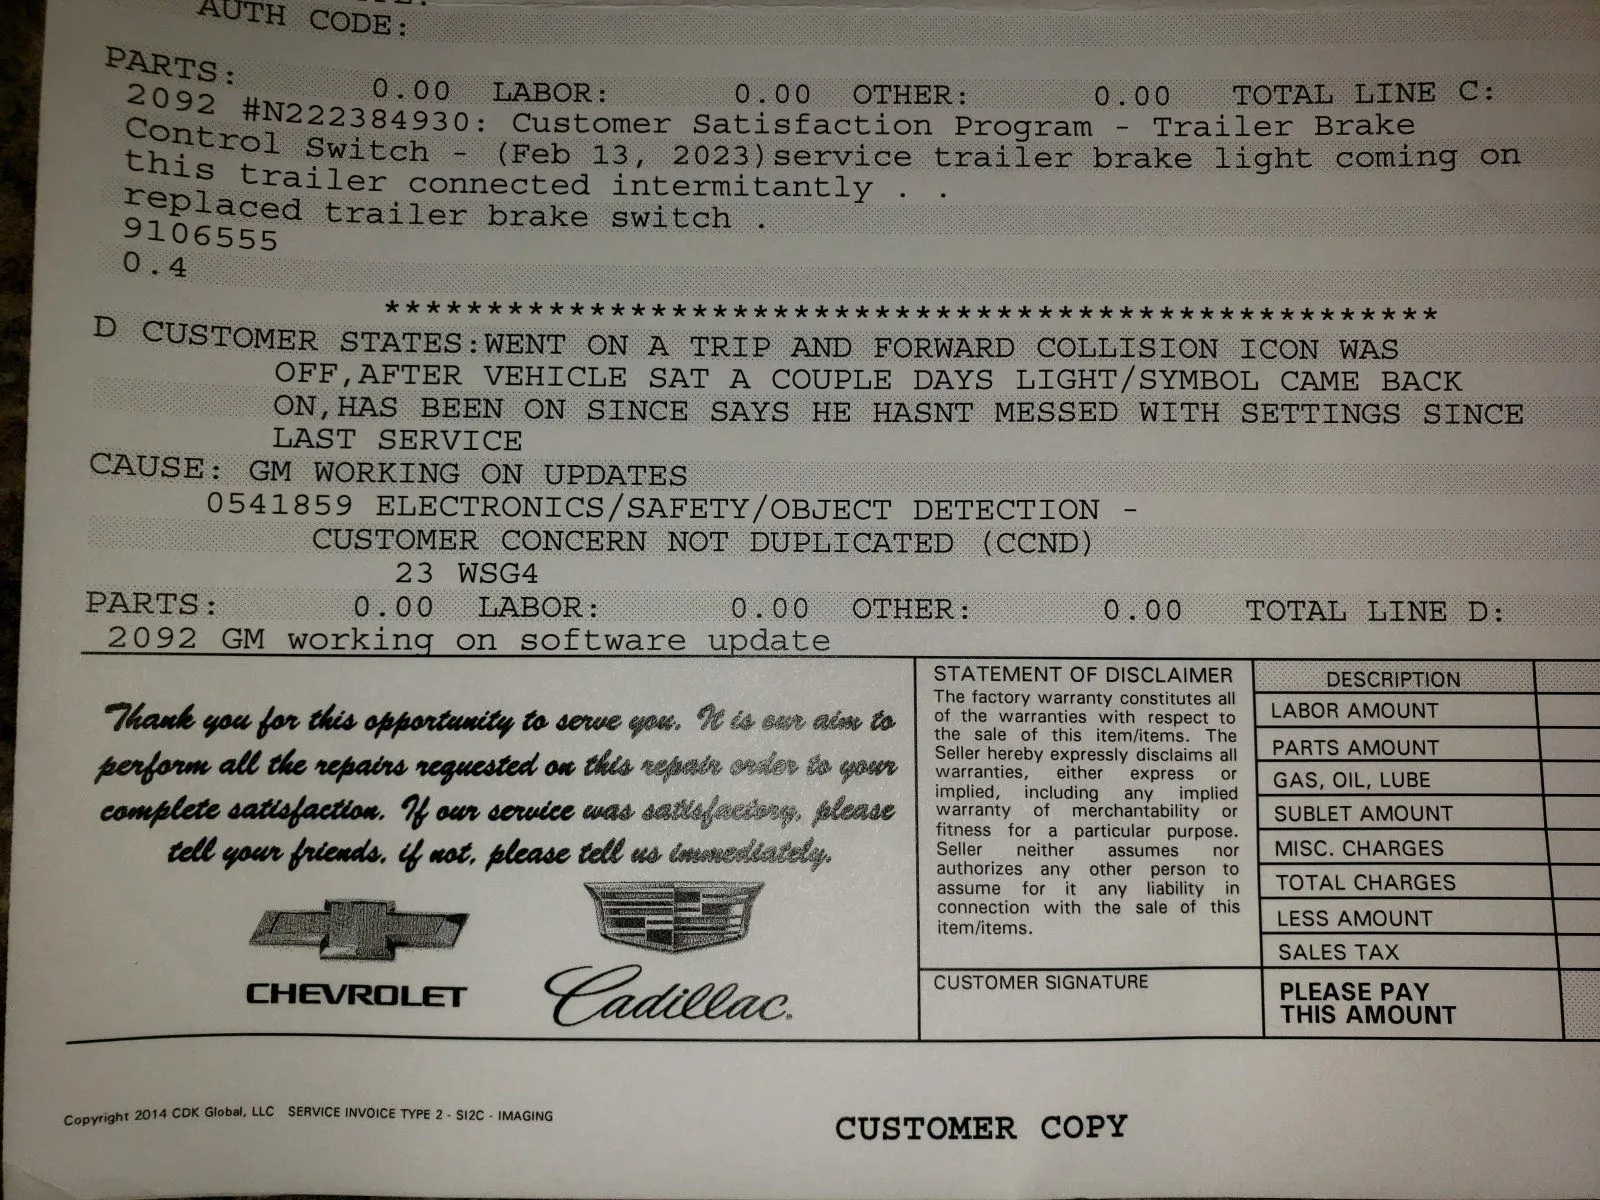 AUTH CODE:
PARTS: 0.00 LABOR: 0.00 OTHER: 0.00 TOTAL LINE C:
2092 #N222384930: Customer Satisfaction Program - Trailer Brake
Control Switch - (Feb 13, 2023)service trailer brake light coming on
this trailer connected intermitantly . .
replaced trailer brake switch .
9106555
0.4
***************************************************
D CUSTOMER STATES:WENT ON A TRIP AND FORWARD COLLISION ICON WAS
OFF,AFTER VEHICLE SAT A COUPLE DAYS LIGHT/SYMBOL CAME BACK
ON,HAS BEEN ON SINCE SAYS HE HASNT MESSED WITH SETTINGS SINCE
LAST SERVICE
CAUSE: GM WORKING ON UPDATES
0541859 ELECTRONICS/SAFETY/OBJECT DETECTION -
CUSTOMER CONCERN NOT DUPLICATED (CCND)
23 WSG4
PARTS: 0.00 LABOR: 0.00 OTHER: 0.00 TOTAL LINE D:
2092 GM working on software update
Thank you for this opportunity to serve you. It is our aim to
perform all the repairs requested on this repair order to your
complete satisfaction. If our service was satisfactory, please
tell your friends, if not, please tell us immediately.
CHEVROLET
Cadillac.
STATEMENT OF DISCLAIMER
The factory warranty constitutes all
of the warranties with respect to
the sale of this item/items. The
Seller hereby expressly disclaims all
warranties, either express or
implied, including any implied
warranty of merchantability or
fitness for a particular purpose.
Seller neither assumes nor
authorizes any other person to
assume for it any liability in
connection with the sale of this
item/items.
CUSTOMER SIGNATURE
DESCRIPTION
LABOR AMOUNT
PARTS AMOUNT
GAS, OIL, LUBE
SUBLET AMOUNT
MISC. CHARGES
TOTAL CHARGES
LESS AMOUNT
SALES TAX
PLEASE PAY
THIS AMOUNT
Copyright 2014 CDK Global, LLC SERVICE INVOICE TYPE 2 - SI2C - IMAGING
CUSTOMER COPY